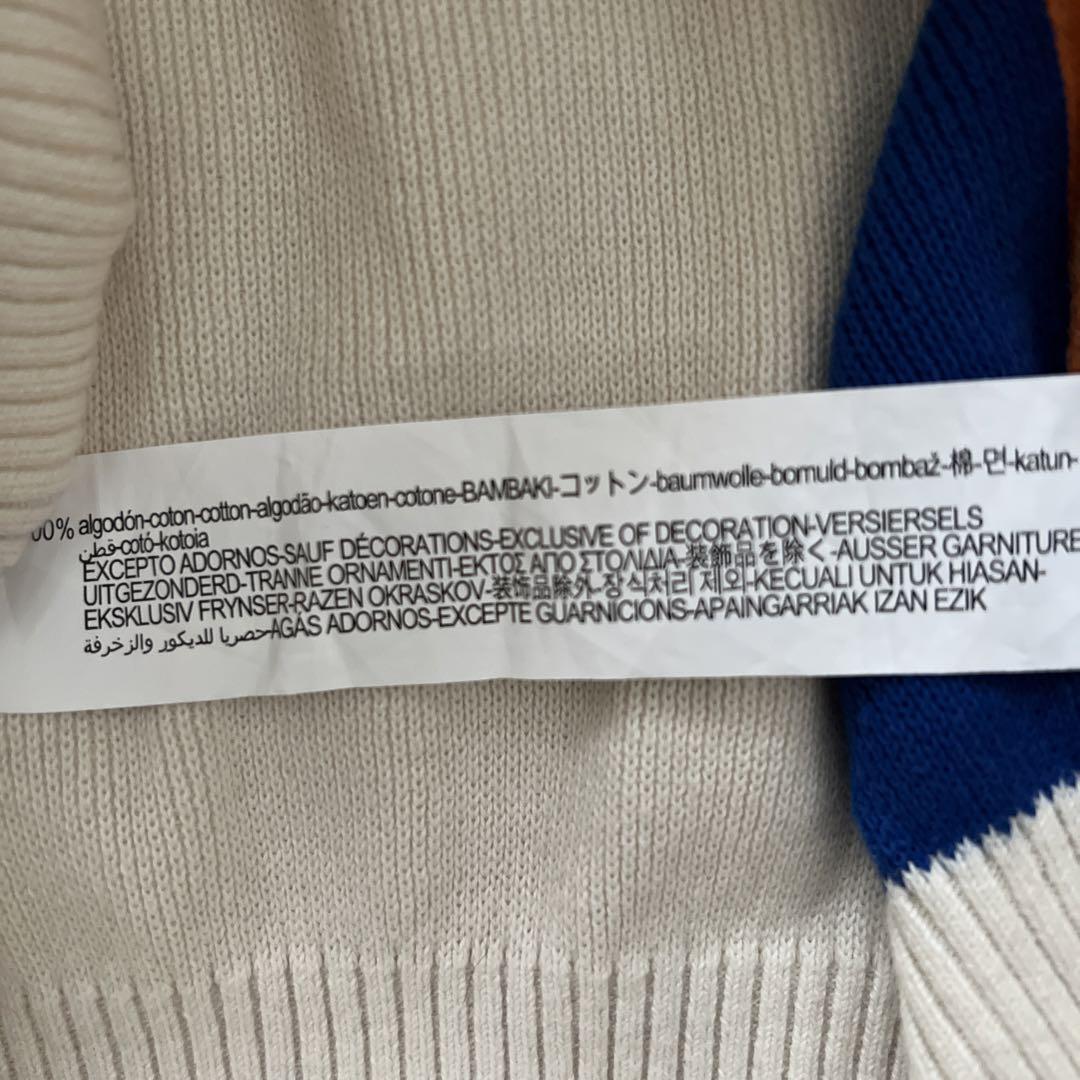 00% algodón-coton-cotton-algodão-katoen-cotone-BAMBAKI-コットン-baumwolle-bomuld-bombaž-棉-면-katun-
قطن-cotó-kotoia
EXCEPTO ADORNOS-SAUF DÉCORATIONS-EXCLUSIVE OF DECORATION-VERSIERSELS
UITGEZONDERD-TRANNE ORNAMENTI-ΕΚΤΟΣ ΑΠΟ ΣΤΟΛΙΔΙΑ-装飾品を除く-AUSSER GARNITURE
EKSKLUSIV FRYNSER-RAZEN OKRASKOV-装饰品除外-장식처리 제외-KECUALI UNTUK HIASAN-
حصريا للديكور والزخرفة-AGÁS ADORNOS-EXCEPTE GUARNICIONS-APAINGARRIAK IZAN EZIK